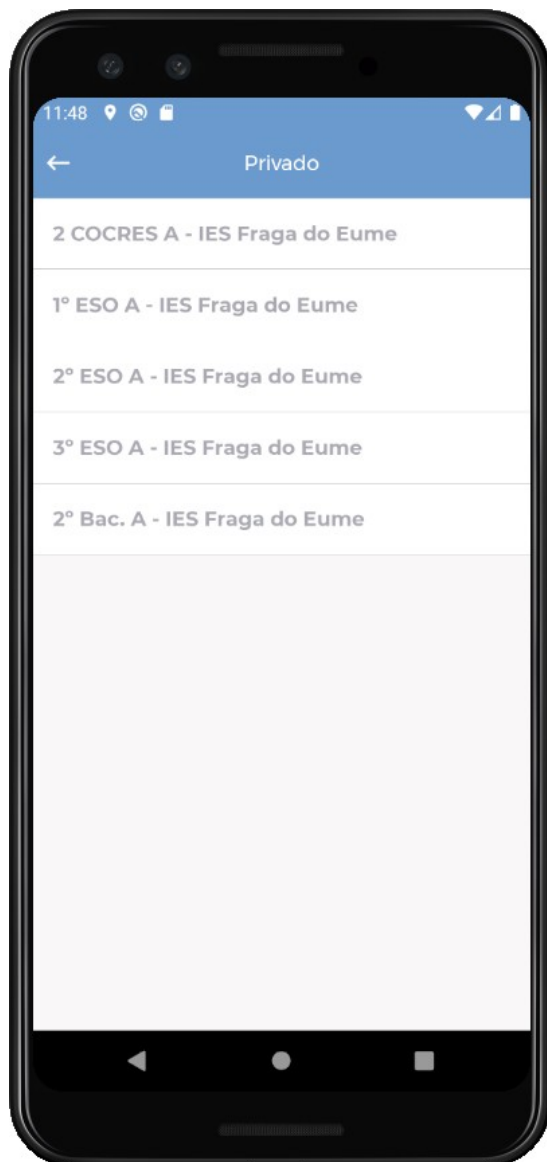 11:48
Privado
2 COCRES A - IES Fraga do Eume
1º ESO A - IES Fraga do Eume
2º ESO A - IES Fraga do Eume
3º ESO A - IES Fraga do Eume
2º Bac. A - IES Fraga do Eume